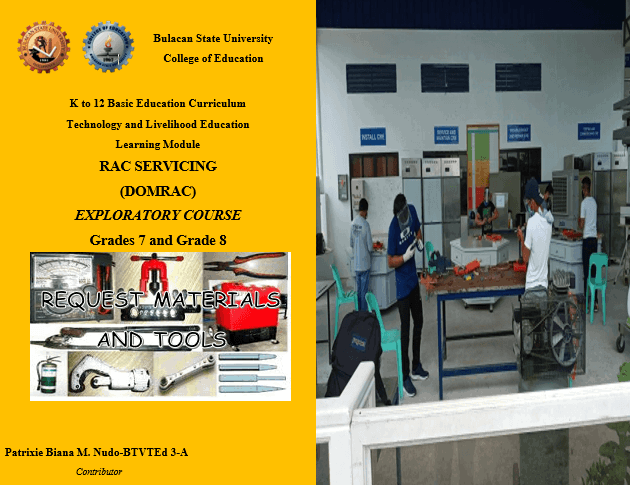 Bulacan State University
College of Education
K to 12 Basic Education Curriculum
Technology and Livelihood Education
Learning Module
RAC SERVICING
(DOMRAC)
EXPLORATORY COURSE
Grades 7 and Grade 8
REQUEST MATERIALS
AND TOOLS
Patrixie Biana M. Nudo-BTVTEd 3-A
Contributor
INSTALL CRE